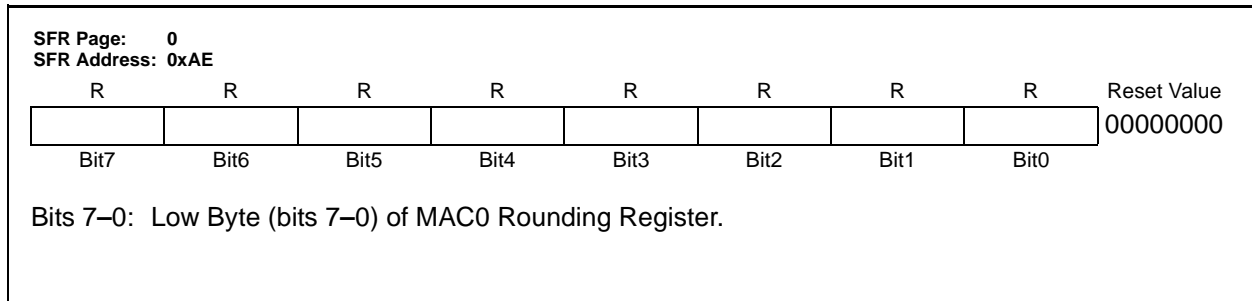 SFR Page: 0
SFR Address: 0xAE
R R R R R R R R Reset Value
00000000
Bit7 Bit6 Bit5 Bit4 Bit3 Bit2 Bit1 Bit0
Bits 7–0: Low Byte (bits 7–0) of MAC0 Rounding Register.